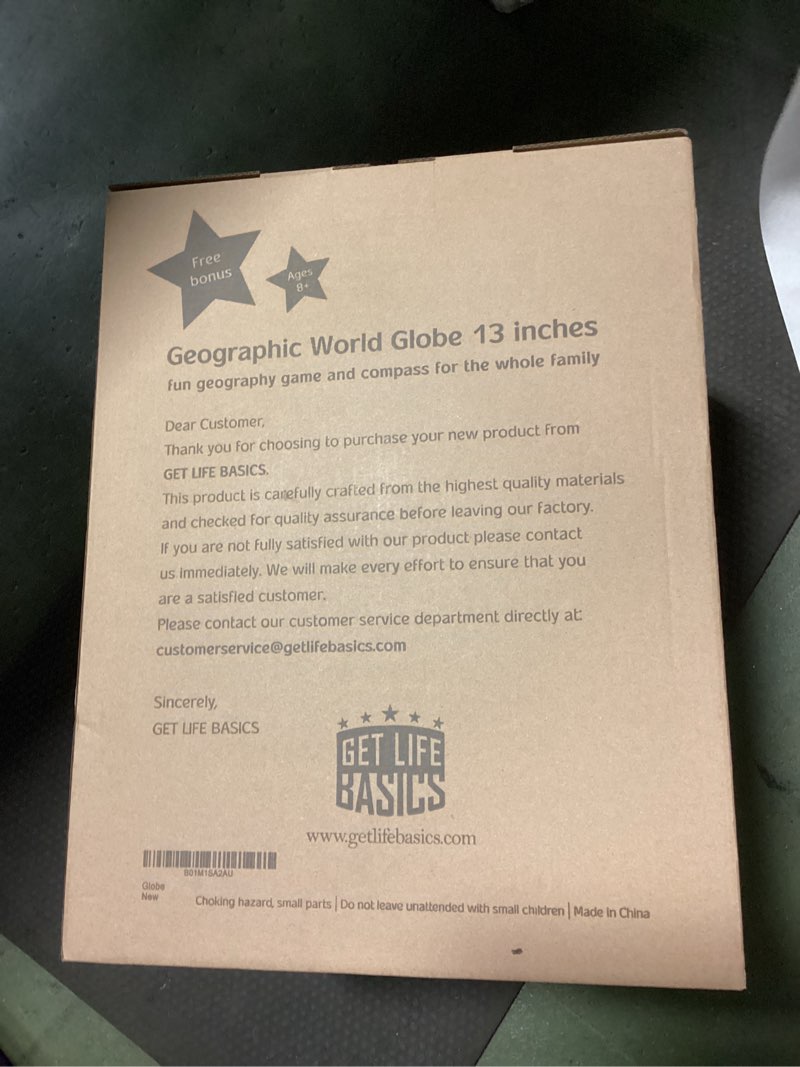 Free
bonus
Ages
8+
Geographic World Globe 13 inches
fun geography game and compass for the whole family
Dear Customer,
Thank you for choosing to purchase your new product from
GET LIFE BASICS.
This product is carefully crafted from the highest quality materials
and checked for quality assurance before leaving our factory.
If you are not fully satisfied with our product please contact
us immediately. We will make every effort to ensure that you
are a satisfied customer.
Please contact our customer service department directly at:
customerservice@getlifebasics.com
Sincerely,
GET LIFE BASICS
GET LIFE
BASICS
www.getlifebasics.com
B01M1SA2AU
Globe
New
Choking hazard, small parts | Do not leave unattended with small children | Made in China